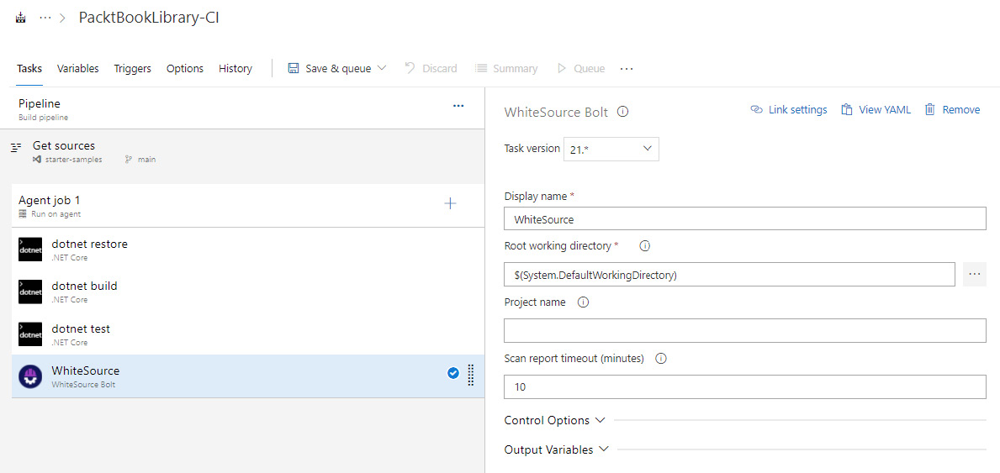 ··· > PacktBookLibrary-CI
Tasks Variables Triggers Options History Save & queue Discard Summary Queue ···
Pipeline ···
Build pipeline
Get sources
starter-samples main
Agent job 1 +
Run on agent
dotnet dotnet restore
.NET Core
dotnet dotnet build
.NET Core
dotnet dotnet test
.NET Core
WhiteSource
WhiteSource Bolt
WhiteSource Bolt Link settings View YAML Remove
Task version 21.*
Display name *
WhiteSource
Root working directory *
$(System.DefaultWorkingDirectory) ···
Project name
Scan report timeout (minutes)
10
Control Options
Output Variables